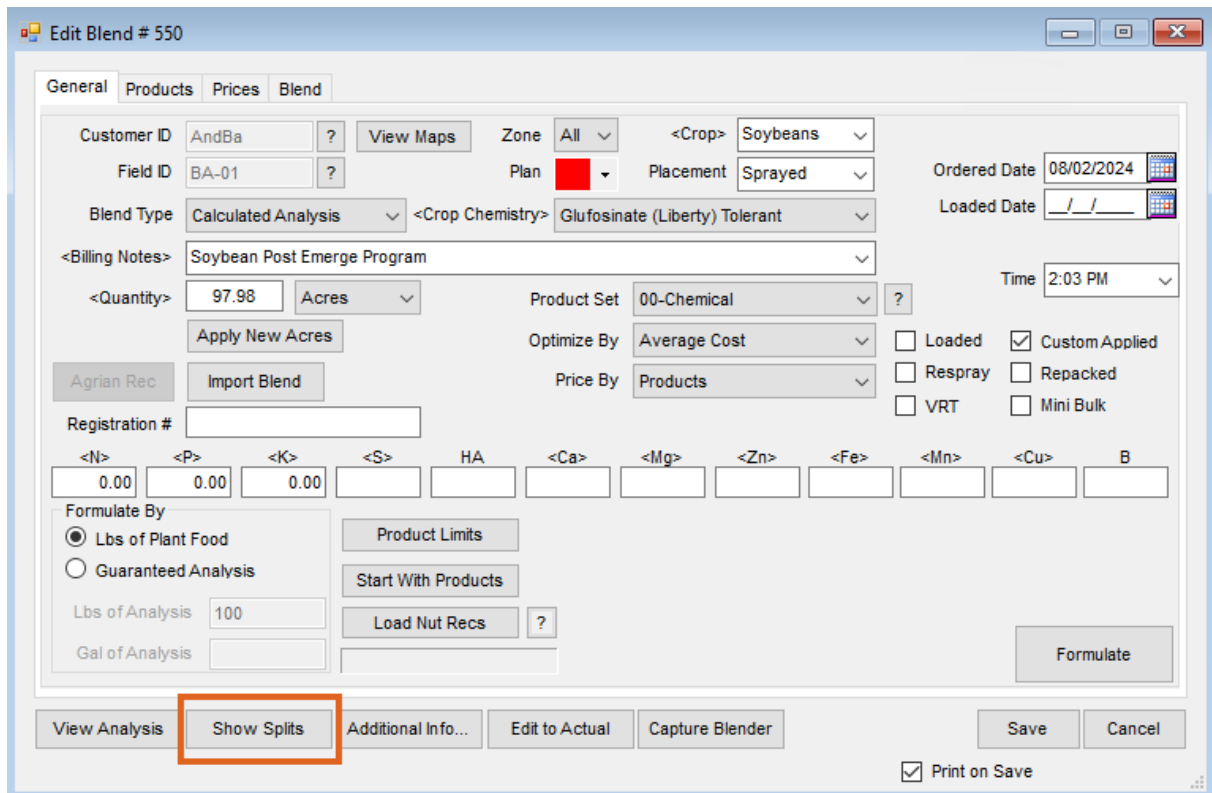 Edit Blend # 550
General Products Prices Blend
Customer ID AndBa ? View Maps Zone All <Crop> Soybeans
Field ID BA-01 ? Plan Placement Sprayed Ordered Date 08/02/2024
Blend Type Calculated Analysis <Crop Chemistry> Glufosinate (Liberty) Tolerant Loaded Date __/__/____
<Billing Notes> Soybean Post Emerge Program
Time 2:03 PM
<Quantity> 97.98 Acres Product Set 00-Chemical ?
Apply New Acres Optimize By Average Cost Loaded Custom Applied
Agrian Rec Import Blend Price By Products Respray Repacked
VRT Mini Bulk
Registration #
<N> <P> <K> <S> HA <Ca> <Mg> <Zn> <Fe> <Mn> <Cu> B
0.00 0.00 0.00
Formulate By
Lbs of Plant Food Product Limits
Guaranteed Analysis Start With Products
Lbs of Analysis 100 Load Nut Recs ?
Gal of Analysis Formulate
View Analysis Show Splits Additional Info... Edit to Actual Capture Blender Save Cancel
Print on Save